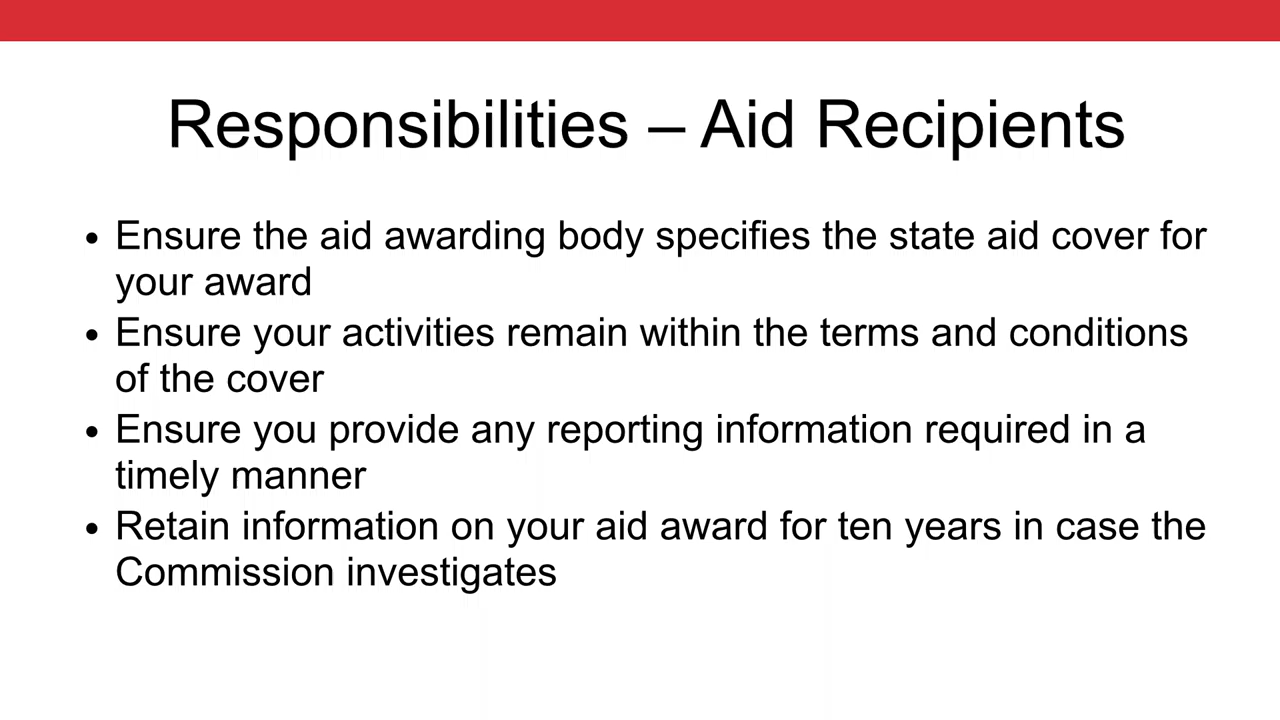 Responsibilities – Aid Recipients
• Ensure the aid awarding body specifies the state aid cover for
your award
• Ensure your activities remain within the terms and conditions
of the cover
• Ensure you provide any reporting information required in a
timely manner
• Retain information on your aid award for ten years in case the
Commission investigates